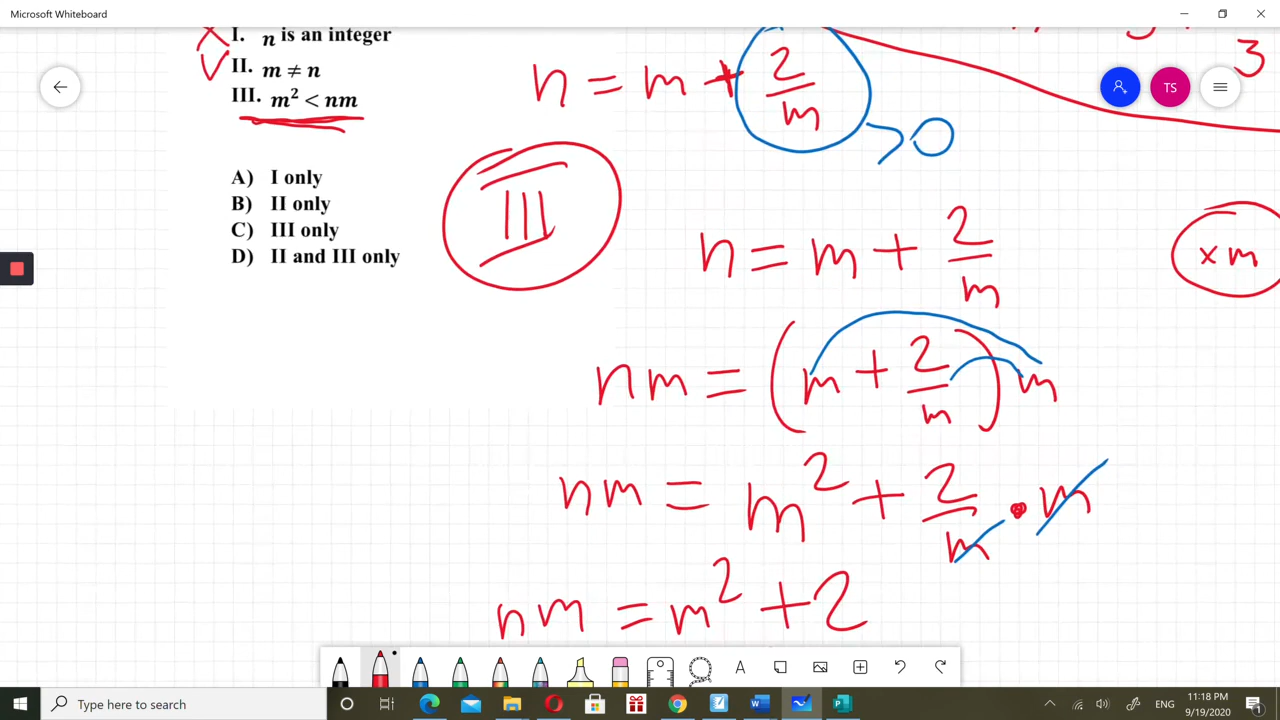 Microsoft Whiteboard
I. n is an integer
II. m ≠ n
III. m² < nm
A) I only
B) II only
C) III only
D) II and III only
III
n = m + 2/m
>0
3
TS
n = m + 2/m
×m
nm = (m + 2/m) m
nm = m² + 2/m • m
nm = m² + 2
A
Type here to search
W
P
ENG
11:18 PM
9/19/2020
1